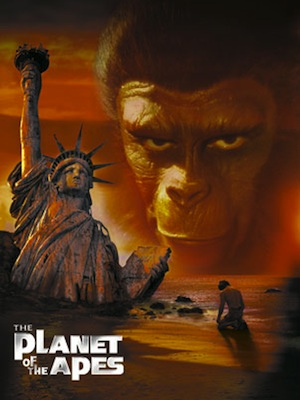 THE
PLANET
OF THE APES